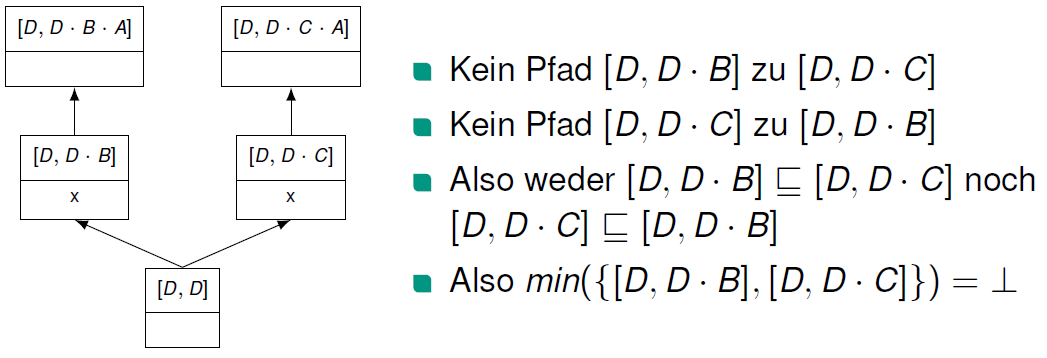 [D, D · B · A]
[D, D · C · A]
[D, D · B]
x
[D, D · C]
x
[D, D]
Kein Pfad [D, D · B] zu [D, D · C]
Kein Pfad [D, D · C] zu [D, D · B]
Also weder [D, D · B] ⊑ [D, D · C] noch
[D, D · C] ⊑ [D, D · B]
Also min({[D, D · B], [D, D · C]}) = ⊥